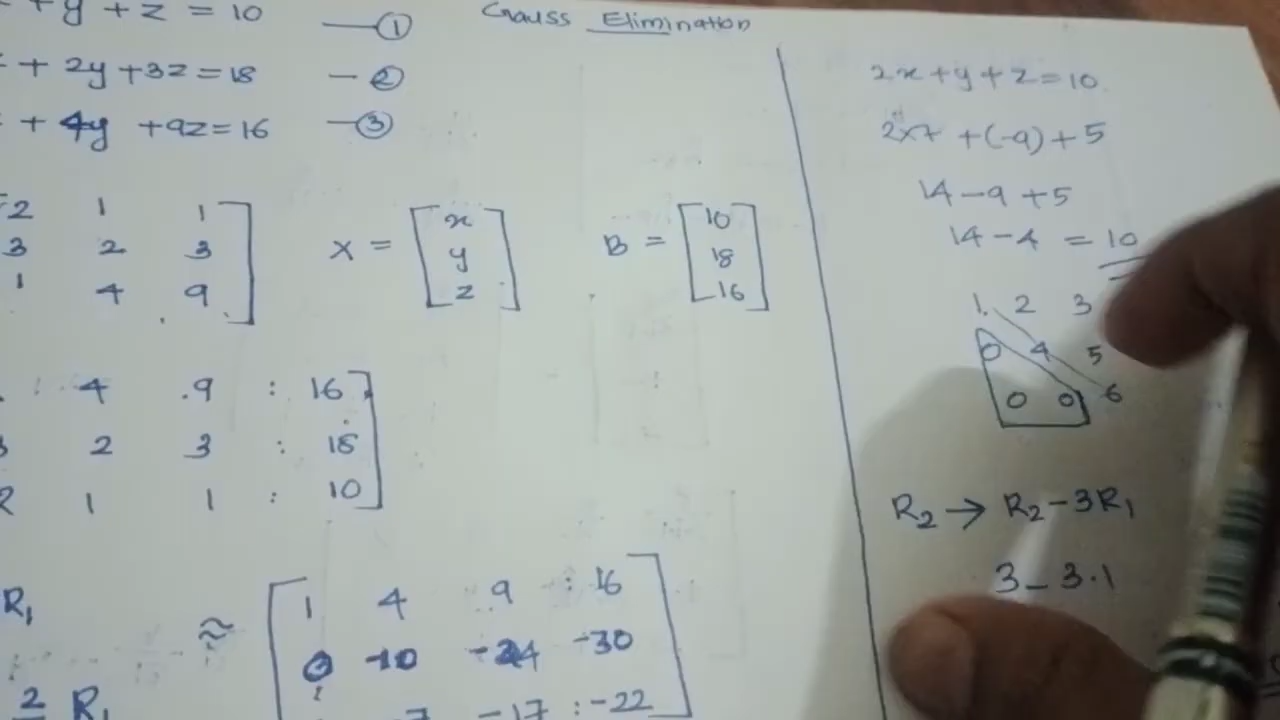 Gauss Elimination
+ y + z = 10 —①
+ 2y + 3z = 18 —②
+ 4y + 9z = 16 —③
2 1 1
3 2 3
1 4 9
X = [x
y
z]
B = [10
18
16]
4 .9 : 16
2 3 : 18
2 1 1 : 10
R₁
2 R₁
≈
1 4 9 : 16
0 -10 -24 -30
-7 -17 : -22
2x + y + z = 10
2x7 + (-9) + 5
14 - 9 + 5
14 - 4 = 10
1 2 3
0 4 5
0 0 6
R₂ → R₂ - 3R₁
3 - 3.1